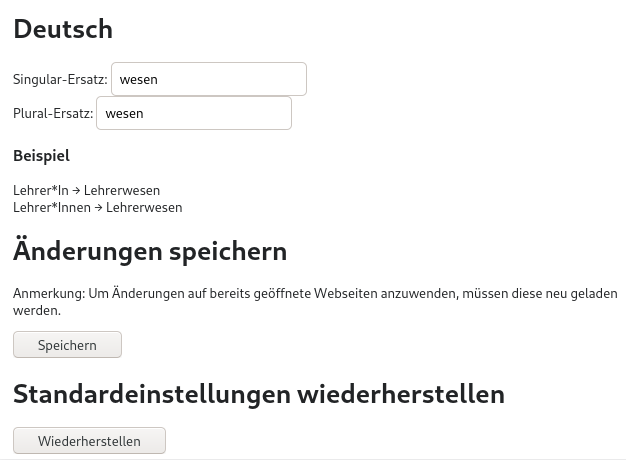 Deutsch
Singular-Ersatz: wesen
Plural-Ersatz: wesen
Beispiel
Lehrer*In → Lehrerwesen
Lehrer*Innen → Lehrerwesen
Änderungen speichern
Anmerkung: Um Änderungen auf bereits geöffnete Webseiten anzuwenden, müssen diese neu geladen
werden.
Speichern
Standardeinstellungen wiederherstellen
Wiederherstellen